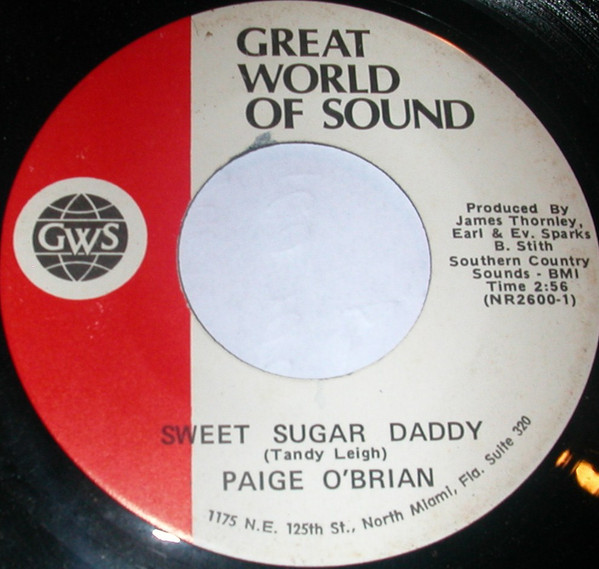 GREAT
WORLD
OF SOUND
GWS
Produced By
James Thornley,
Earl & Ev. Sparks
B. Stith
Southern Country
Sounds - BMI
Time 2:56
(NR2600-1)
SWEET SUGAR DADDY
(Tandy Leigh)
PAIGE O'BRIAN
1175 N.E. 125th St., North Miami, Fla. Suite 320